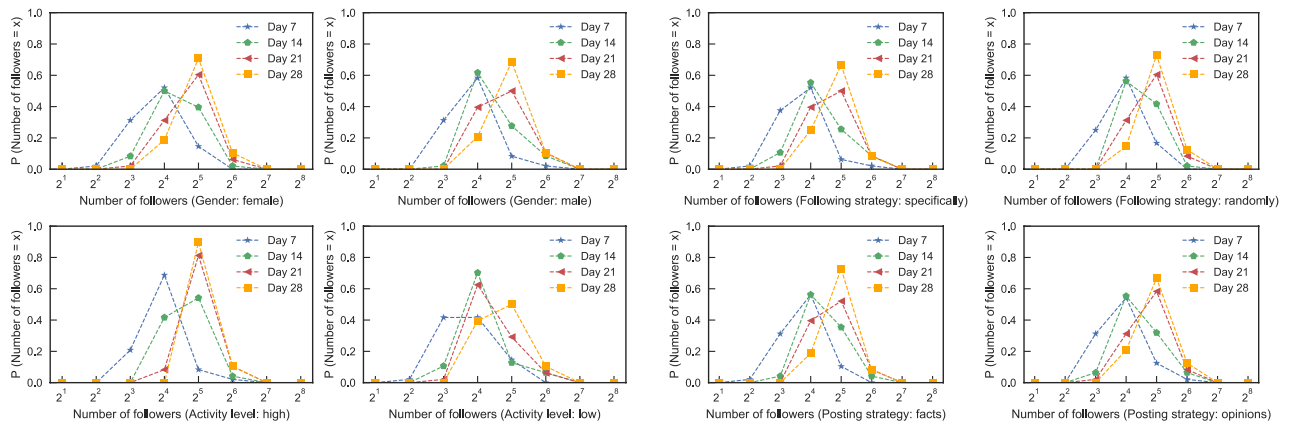 P (Number of followers = x)
1.0
0.8
0.6
0.4
0.2
0.0
Day 7
Day 14
Day 21
Day 28
2^1 2^2 2^3 2^4 2^5 2^6 2^7 2^8
Number of followers (Gender: female)
1.0
0.8
0.6
0.4
0.2
0.0
Day 7
Day 14
Day 21
Day 28
2^1 2^2 2^3 2^4 2^5 2^6 2^7 2^8
Number of followers (Gender: male)
P (Number of followers = x)
1.0
0.8
0.6
0.4
0.2
0.0
Day 7
Day 14
Day 21
Day 28
2^1 2^2 2^3 2^4 2^5 2^6 2^7 2^8
Number of followers (Following strategy: specifically)
1.0
0.8
0.6
0.4
0.2
0.0
Day 7
Day 14
Day 21
Day 28
2^1 2^2 2^3 2^4 2^5 2^6 2^7 2^8
Number of followers (Following strategy: randomly)
P (Number of followers = x)
1.0
0.8
0.6
0.4
0.2
0.0
Day 7
Day 14
Day 21
Day 28
2^1 2^2 2^3 2^4 2^5 2^6 2^7 2^8
Number of followers (Activity level: high)
1.0
0.8
0.6
0.4
0.2
0.0
Day 7
Day 14
Day 21
Day 28
2^1 2^2 2^3 2^4 2^5 2^6 2^7 2^8
Number of followers (Activity level: low)
P (Number of followers = x)
1.0
0.8
0.6
0.4
0.2
0.0
Day 7
Day 14
Day 21
Day 28
2^1 2^2 2^3 2^4 2^5 2^6 2^7 2^8
Number of followers (Posting strategy: facts)
1.0
0.8
0.6
0.4
0.2
0.0
Day 7
Day 14
Day 21
Day 28
2^1 2^2 2^3 2^4 2^5 2^6 2^7 2^8
Number of followers (Posting strategy: opinions)